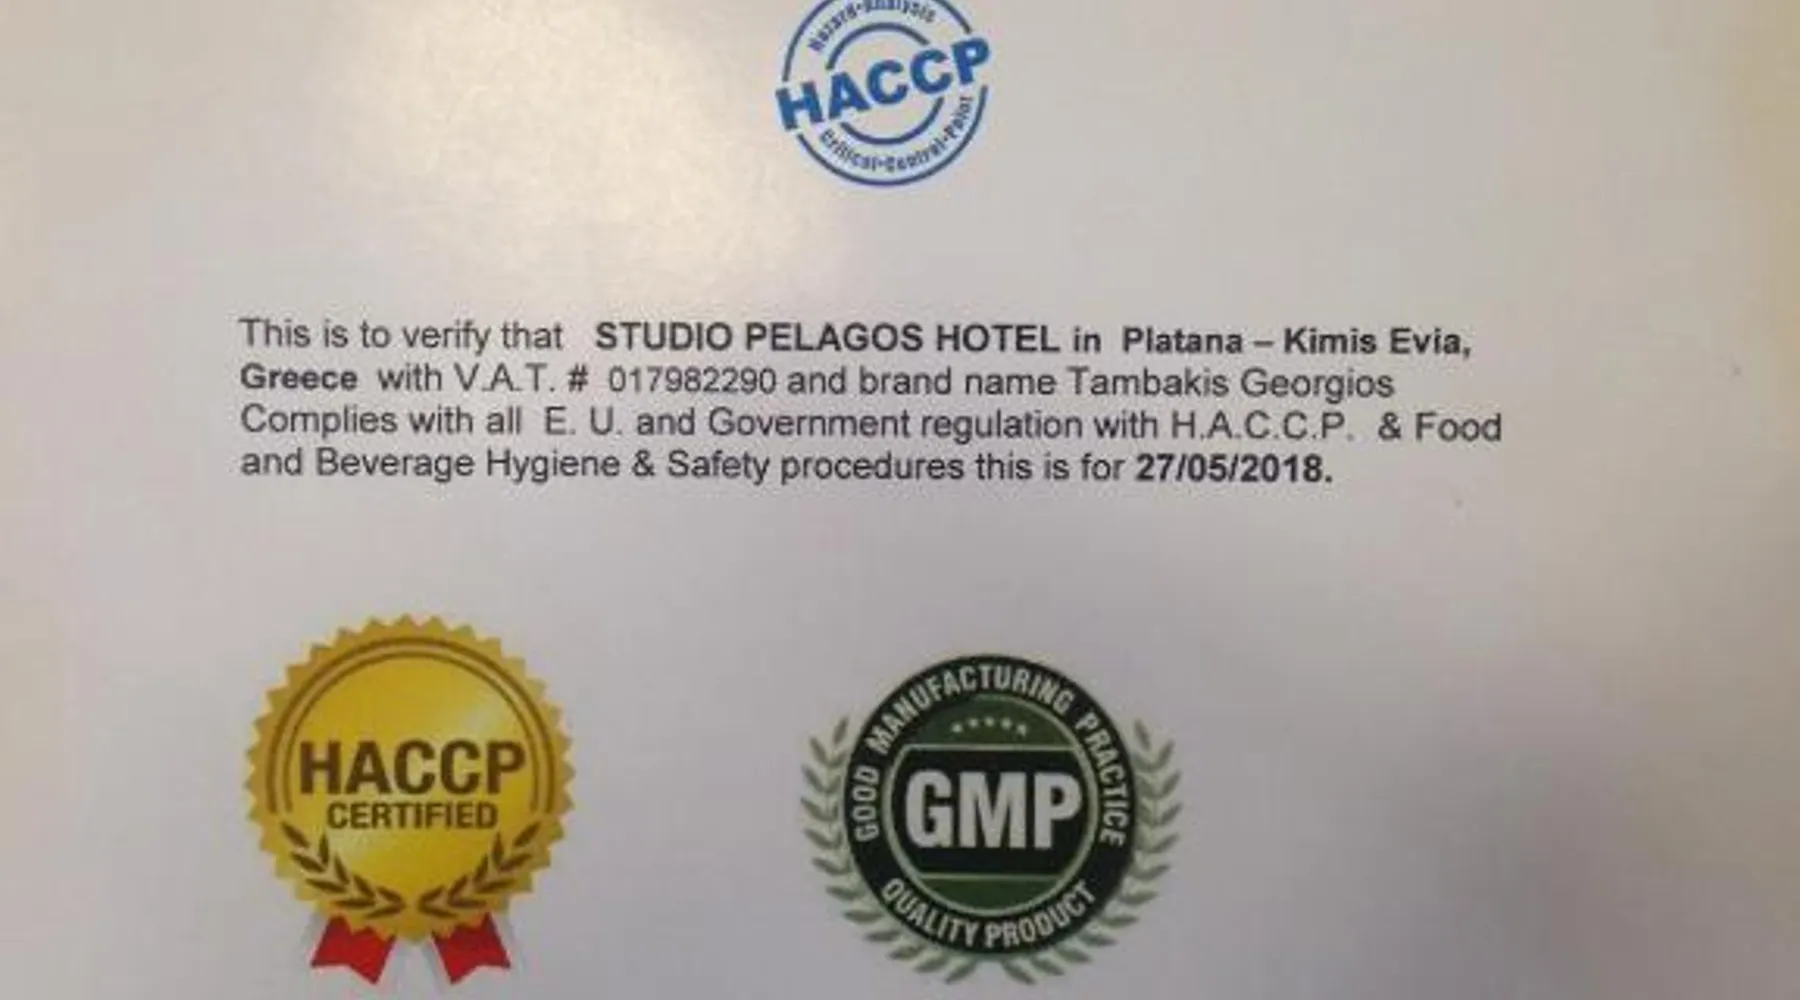 Hazard-Analysis
HACCP
Critical-Control-Point
This is to verify that STUDIO PELAGOS HOTEL in Platana – Kimis Evia,
Greece with V.A.T. # 017982290 and brand name Tambakis Georgios
Complies with all E. U. and Government regulation with H.A.C.C.P. & Food
and Beverage Hygiene & Safety procedures this is for 27/05/2018.
HACCP
CERTIFIED
GOOD MANUFACTURING PRACTICE
GMP
QUALITY PRODUCT